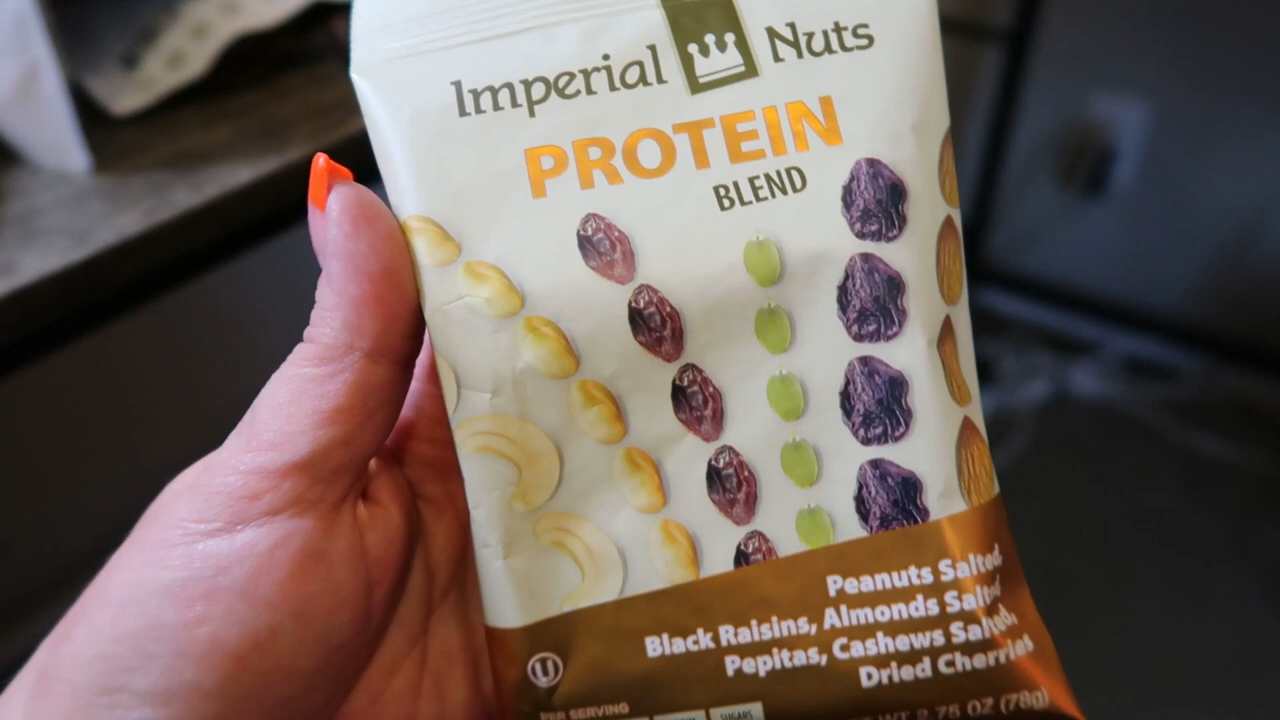 Imperial Nuts
PROTEIN
BLEND
Peanuts Salted,
Black Raisins, Almonds Salted,
Pepitas, Cashews Salted,
Dried Cherries
U
PER SERVING
SUGARS
WT 2.75 OZ (78g)